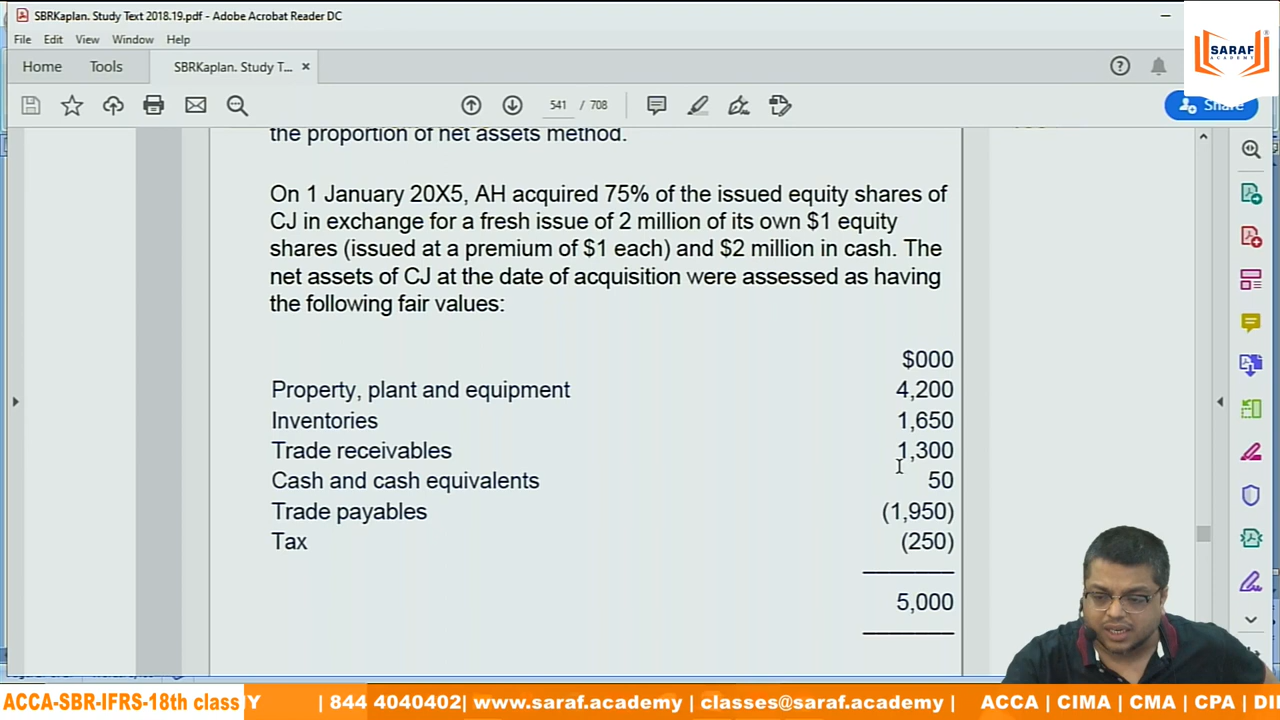 SBRKaplan. Study Text 2018.19.pdf - Adobe Acrobat Reader DC
File Edit View Window Help
Home Tools SBRKaplan. Study T... ×
541 / 708
Share
SARAF
ACADEMY
the proportion of net assets method.
On 1 January 20X5, AH acquired 75% of the issued equity shares of
CJ in exchange for a fresh issue of 2 million of its own $1 equity
shares (issued at a premium of $1 each) and $2 million in cash. The
net assets of CJ at the date of acquisition were assessed as having
the following fair values:
$000
Property, plant and equipment 4,200
Inventories 1,650
Trade receivables 1,300
Cash and cash equivalents 50
Trade payables (1,950)
Tax (250)
5,000
ACCA-SBR-IFRS-18th class Y | 844 4040402| www.saraf.academy | classes@saraf.academy | ACCA | CIMA | CMA | CPA | DI